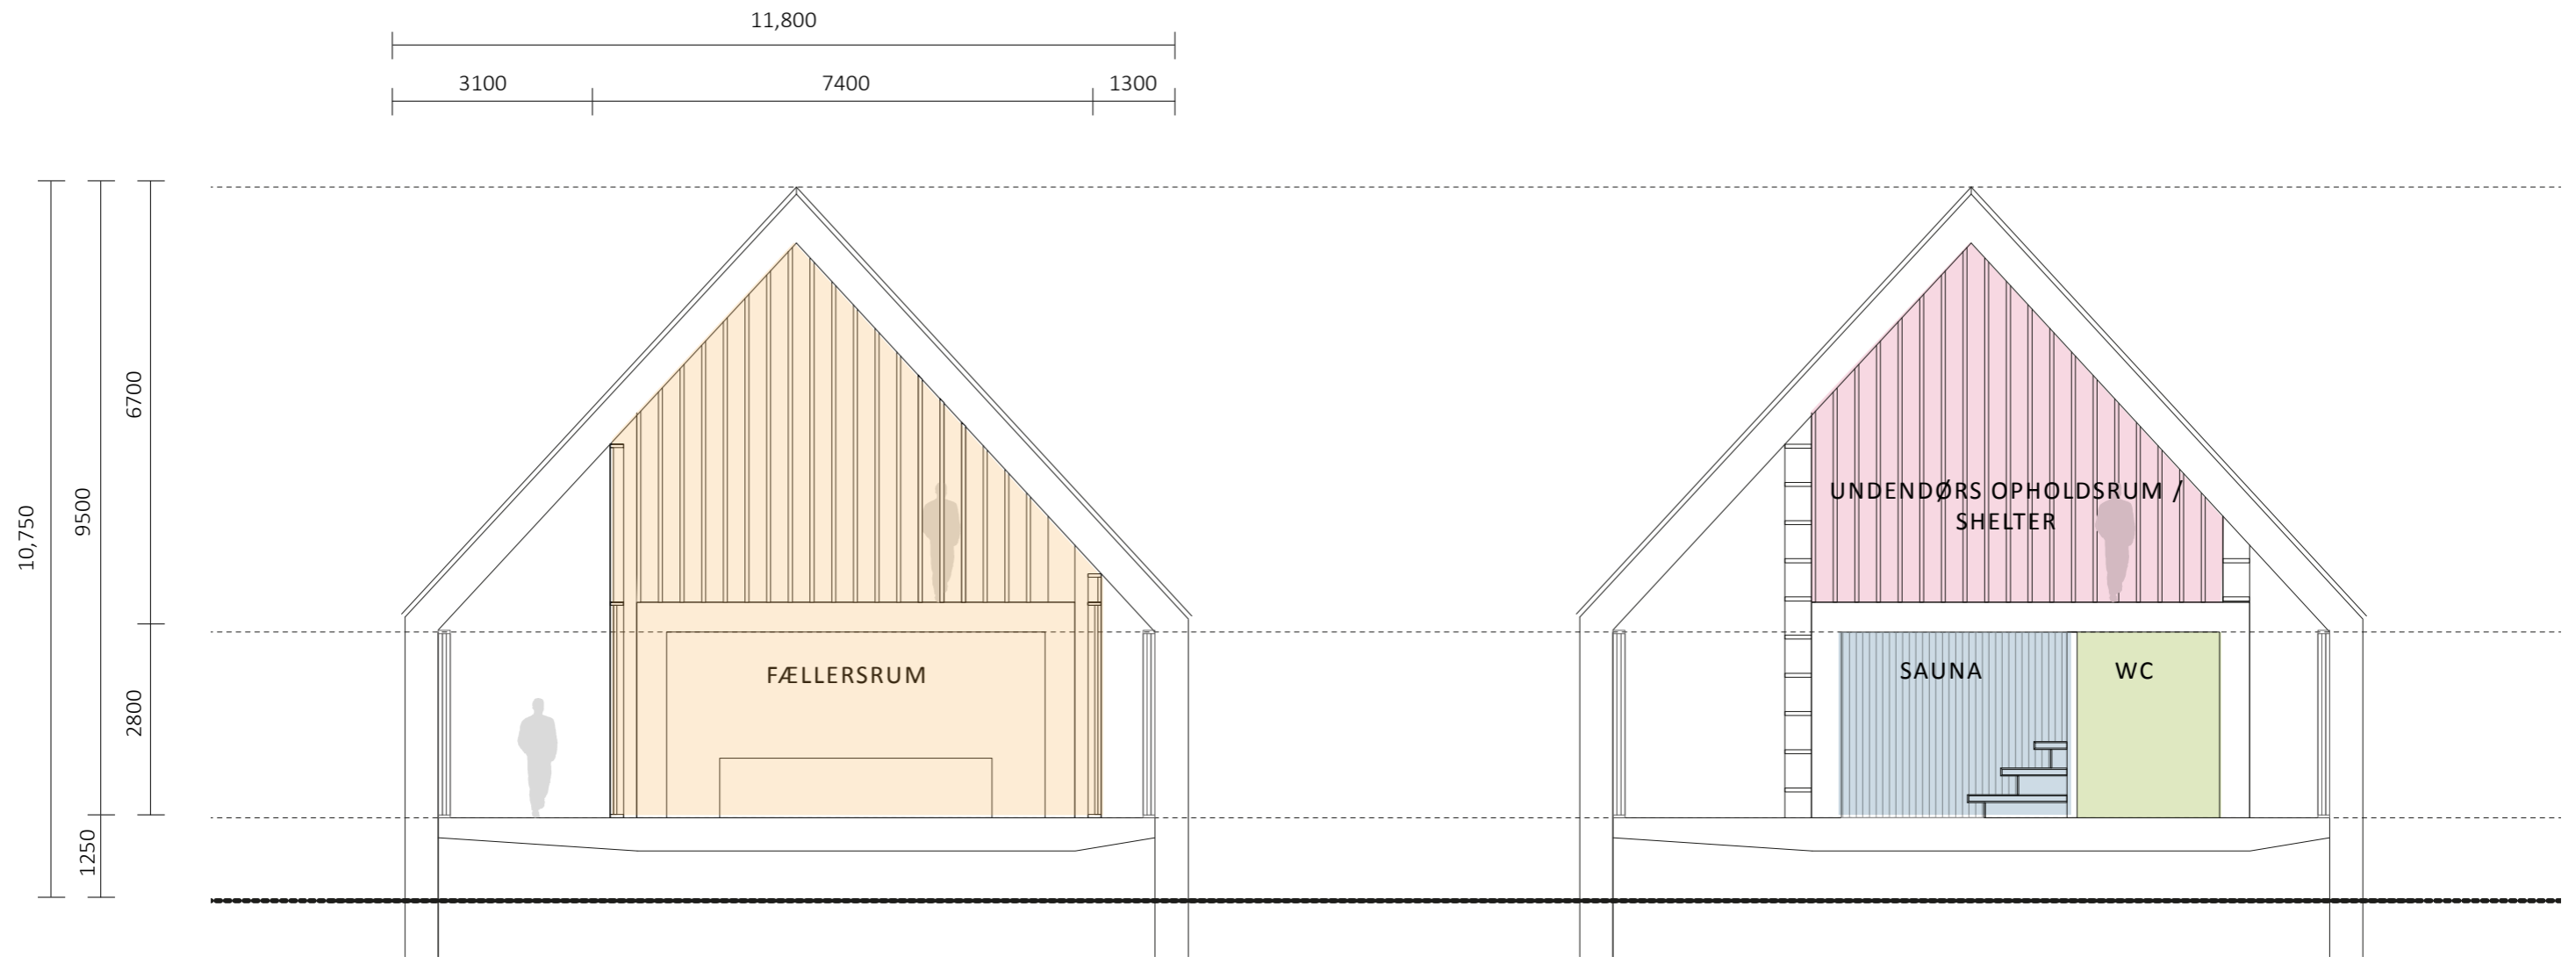 11,800
3100
7400
1300
6700
9500
10,750
2800
1250
FÆLLERSRUM
UNDENDØRS OPHOLDSRUM /
SHELTER
SAUNA
WC